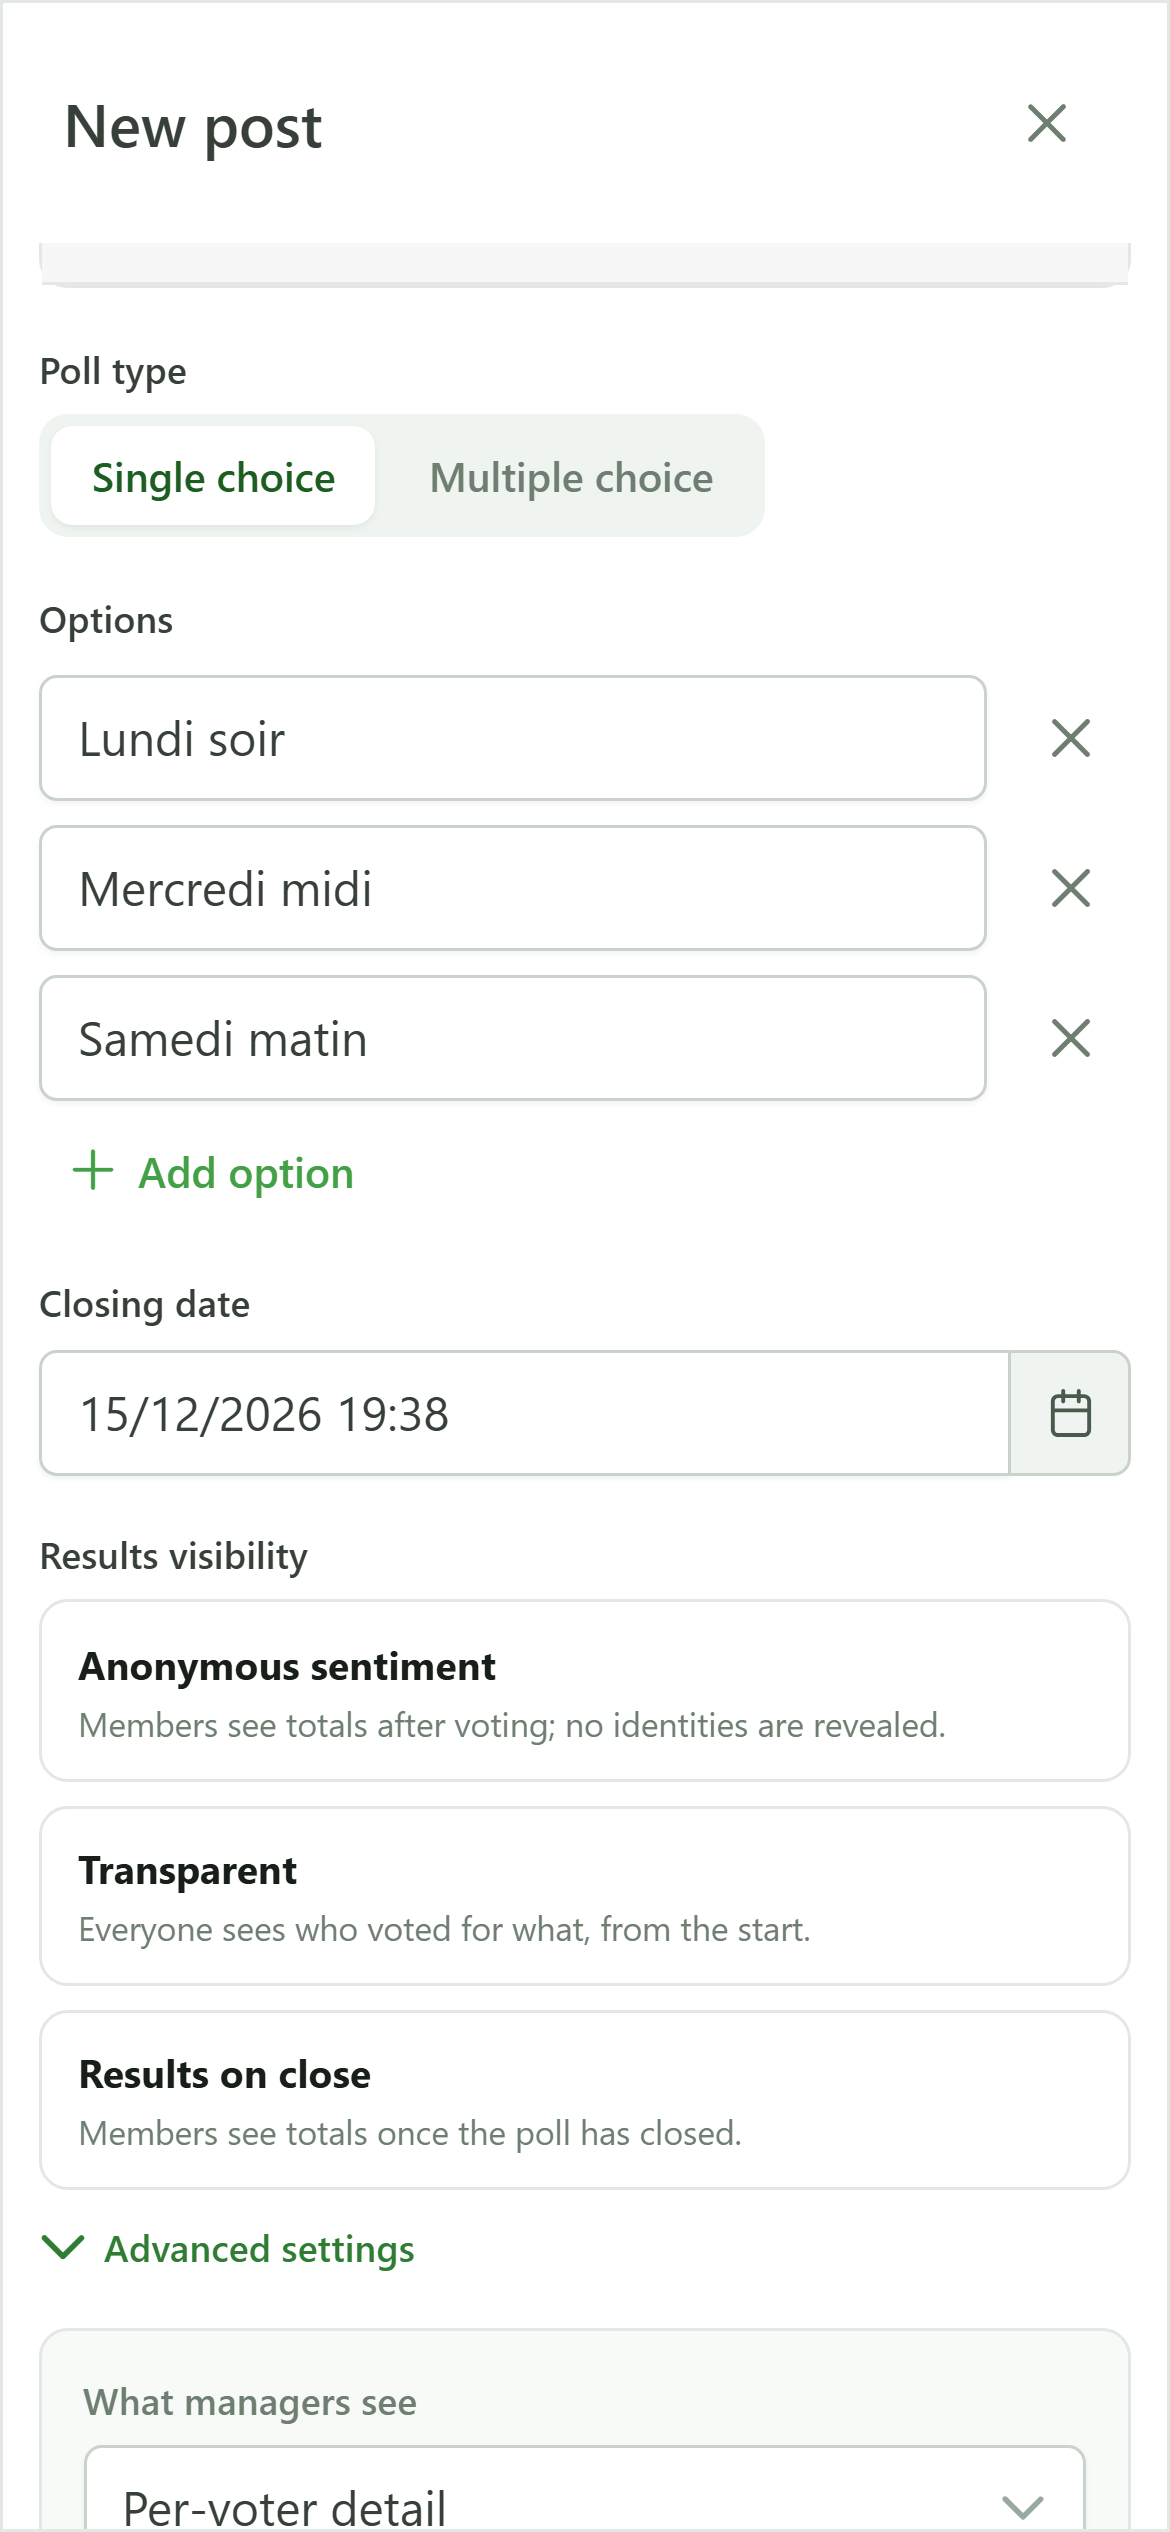 New post
Poll type
Single choice
Multiple choice
Options
Lundi soir
Mercredi midi
Samedi matin
Add option
Closing date
15/12/2026 19:38
Results visibility
Anonymous sentiment
Members see totals after voting; no identities are revealed.
Transparent
Everyone sees who voted for what, from the start.
Results on close
Members see totals once the poll has closed.
Advanced settings
What managers see
Per-voter detail